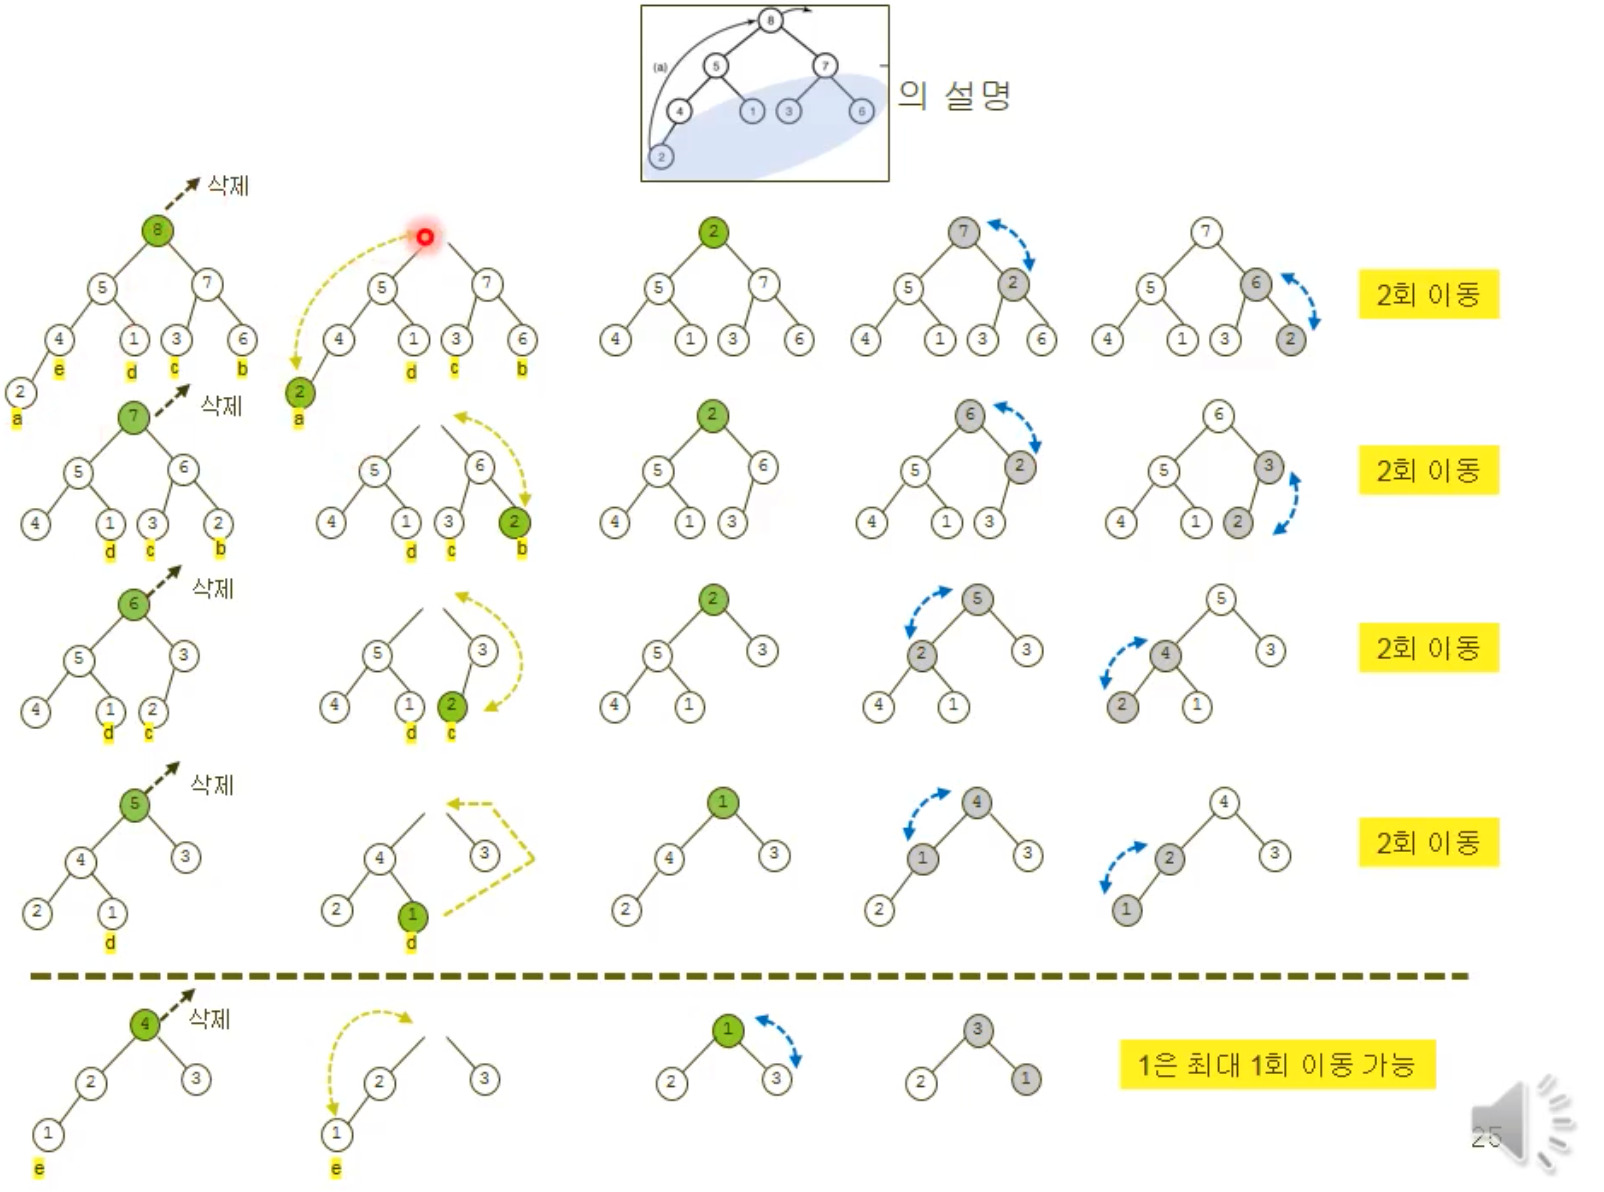 8
(a)
5 7
4 1 3 6
2
의 설명
삭제
8 2 7 7
5 7 5 7 5 7 5 2 5 6
2회 이동
4 1 3 6 4 1 3 6 4 1 3 6 4 1 3 6 4 1 3 2
e d c b d c b
2 2
a a
삭제
7 2 6 6
5 6 5 6 5 6 5 2 5 3
2회 이동
4 1 3 2 4 1 3 2 4 1 3 4 1 3 4 1 2
d c b d c b
삭제
6 2 5 5
5 3 5 3 5 3 2 3 4 3
2회 이동
4 1 2 4 1 2 4 1 4 1 2 1
d c d c
삭제
5 1 4 4
4 3 4 3 4 3 1 3 2 3
2회 이동
2 1 2 1 2 2 1
d d
삭제
4 1 3
2 3 2 3 2 3 2 1
1은 최대 1회 이동 가능
1 1
e e
25